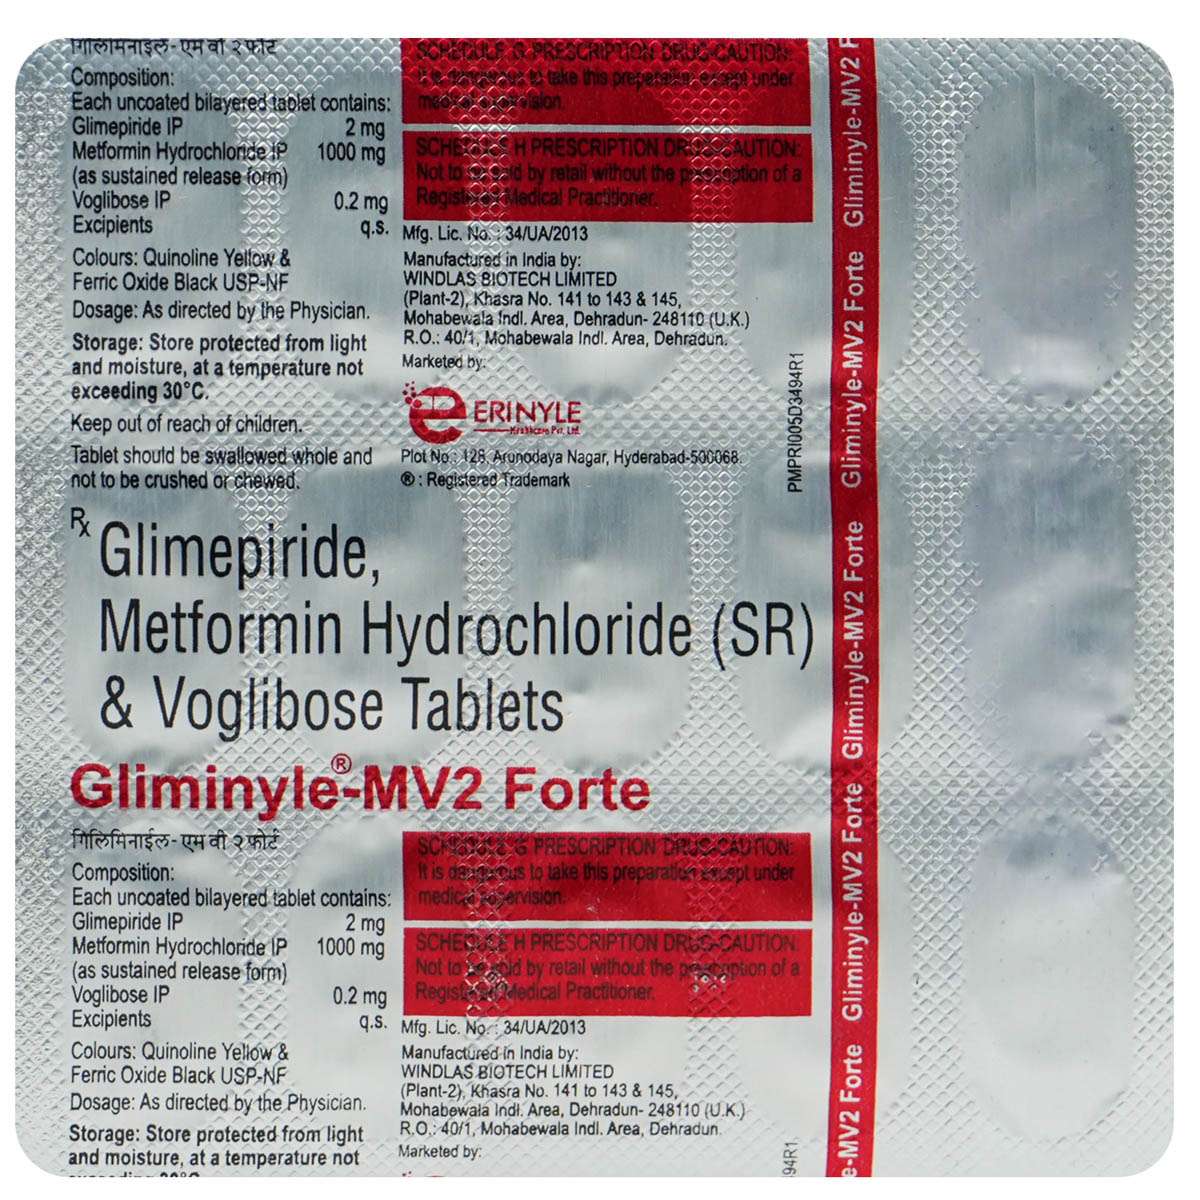 गिलिमिनाईल- एम वी २ फोर्ट
Composition:
Each uncoated bilayered tablet contains:
Glimepiride IP 2 mg
Metformin Hydrochloride IP 1000 mg
(as sustained release form)
Voglibose IP 0.2 mg
Excipients q.s.
Colours: Quinoline Yellow &
Ferric Oxide Black USP-NF
Dosage: As directed by the Physician.
Storage: Store protected from light
and moisture, at a temperature not
exceeding 30°C.
Keep out of reach of children.
Tablet should be swallowed whole and
not to be crushed or chewed.
SCHEDULE G PRESCRIPTION DRUG-CAUTION:
It is dangerous to take this preparation except under
medical supervision.
SCHEDULE H PRESCRIPTION DRUG-CAUTION:
Not to be sold by retail without the prescription of a
Registered Medical Practitioner.
Mfg. Lic. No. : 34/UA/2013
Manufactured in India by:
WINDLAS BIOTECH LIMITED
(Plant-2), Khasra No. 141 to 143 & 145,
Mohabewala Indl. Area, Dehradun- 248110 (U.K.)
R.O.: 40/1, Mohabewala Indl. Area, Dehradun.
Marketed by:
e ERINYLE
Healthcare Pvt. Ltd.
Plot No.: 128, Arunodaya Nagar, Hyderabad-500068.
® : Registered Trademark
PMPRI005D3494R1
Rx Glimepiride,
Metformin Hydrochloride (SR)
& Voglibose Tablets
Gliminyle®-MV2 Forte
गिलिमिनाईल- एम वी २ फोर्ट
Composition:
Each uncoated bilayered tablet contains:
Glimepiride IP 2 mg
Metformin Hydrochloride IP 1000 mg
(as sustained release form)
Voglibose IP 0.2 mg
Excipients q.s.
Colours: Quinoline Yellow &
Ferric Oxide Black USP-NF
Dosage: As directed by the Physician.
Storage: Store protected from light
and moisture, at a temperature not
SCHEDULE G PRESCRIPTION DRUG-CAUTION:
It is dangerous to take this preparation except under
medical supervision.
SCHEDULE H PRESCRIPTION DRUG-CAUTION:
Not to be sold by retail without the prescription of a
Registered Medical Practitioner.
Mfg. Lic. No. : 34/UA/2013
Manufactured in India by:
WINDLAS BIOTECH LIMITED
(Plant-2), Khasra No. 141 to 143 & 145,
Mohabewala Indl. Area, Dehradun- 248110 (U.K.)
R.O.: 40/1, Mohabewala Indl. Area, Dehradun.
Marketed by:
94R1
e-MV2 Forte Gliminyle-MV2 Forte Gliminyle-MV2 Forte Gliminyle-MV2 Forte Gliminyle-MV2 F